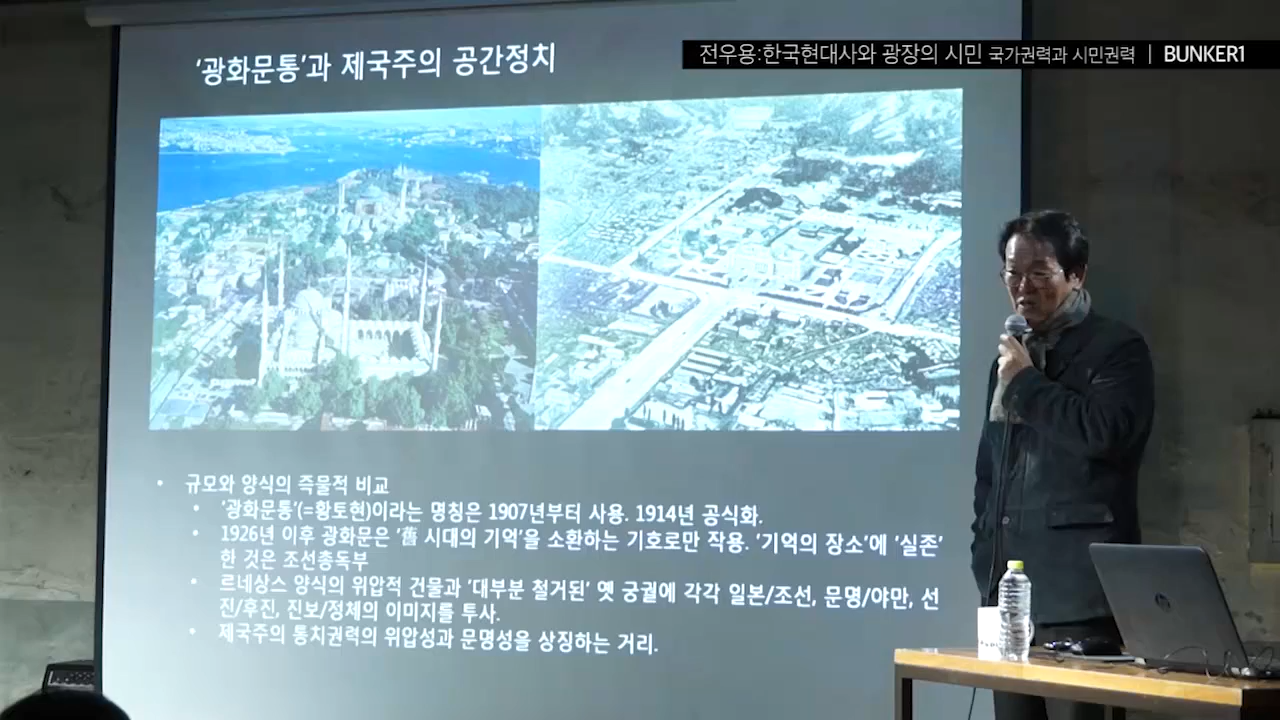 전우용:한국현대사와 광장의 시민 국가권력과 시민권력 | BUNKER1
'광화문통'과 제국주의 공간정치
• 규모와 양식의 즉물적 비교
• '광화문통'(=황토현)이라는 명칭은 1907년부터 사용. 1914년 공식화.
• 1926년 이후 광화문은 '舊 시대의 기억'을 소환하는 기호로만 작용. '기억의 장소'에 '실존'
한 것은 조선총독부
• 르네상스 양식의 위압적 건물과 '대부분 철거된' 옛 궁궐에 각각 일본/조선, 문명/야만, 선
진/후진, 진보/정체의 이미지를 투사.
• 제국주의 통치권력의 위압성과 문명성을 상징하는 거리.
hp